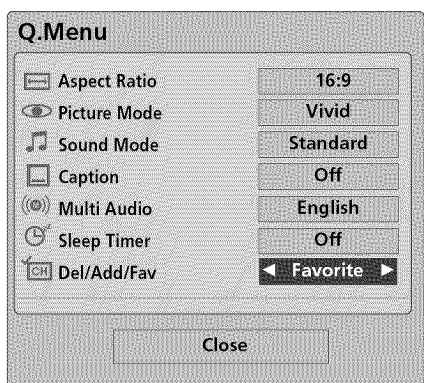 Q.Menu
Aspect Ratio 16:9
Picture Mode Vivid
Sound Mode Standard
Caption Off
Multi Audio English
Sleep Timer Off
CH Del/Add/Fav ◄ Favorite ►
Close